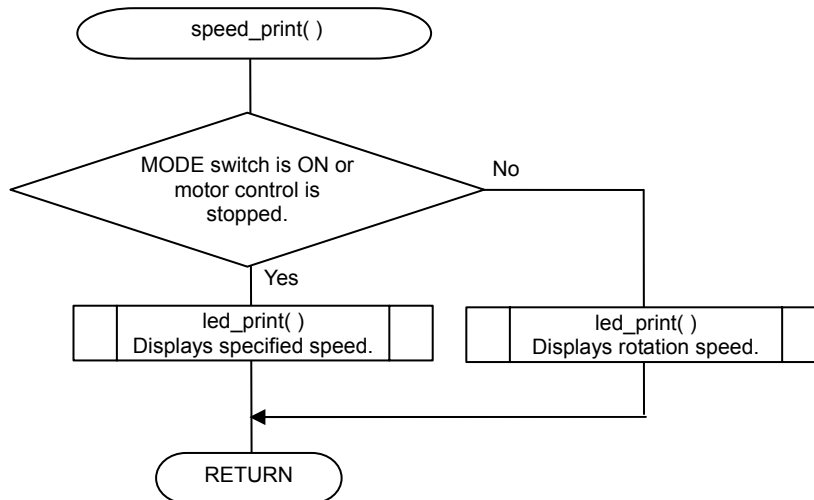 speed_print( )
MODE switch is ON or
motor control is
stopped.
No
Yes
led_print( )
Displays specified speed.
led_print( )
Displays rotation speed.
RETURN